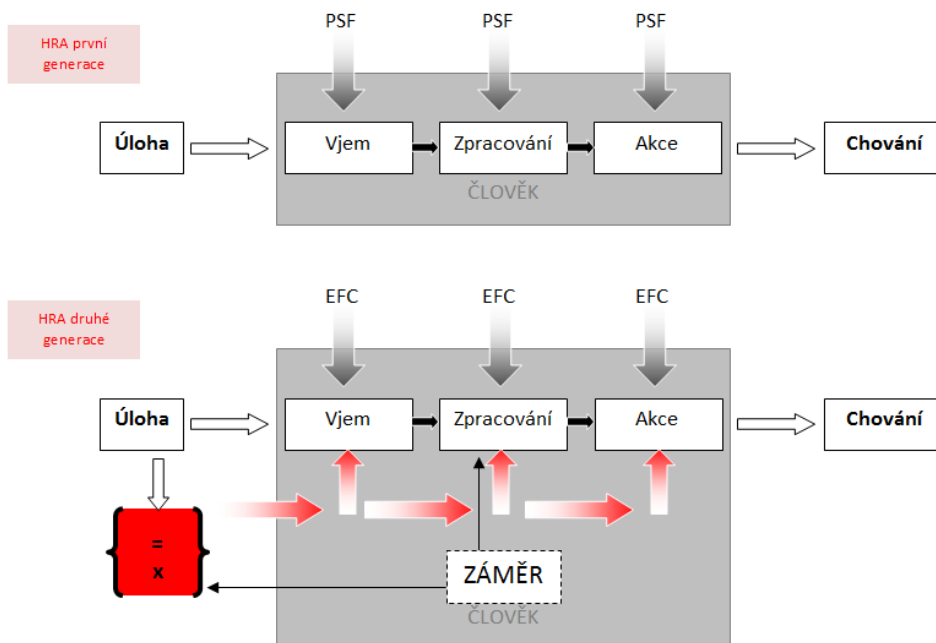 PSF PSF PSF
HRA první
generace
Úloha Vjem Zpracování Akce Chování
ČLOVĚK
EFC EFC EFC
HRA druhé
generace
Úloha Vjem Zpracování Akce Chování
=
x
ZÁMĚR
ČLOVĚK